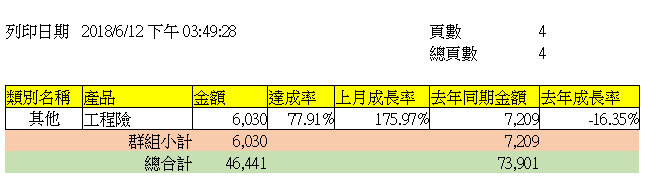 列印日期 2018/6/12 下午 03:49:28 頁數 4
總頁數 4
類別名稱 產品 金額 達成率 上月成長率 去年同期金額 去年成長率
其他 工程險 6,030 77.91% 175.97% 7,209 -16.35%
群組小計 6,030 7,209
總合計 46,441 73,901